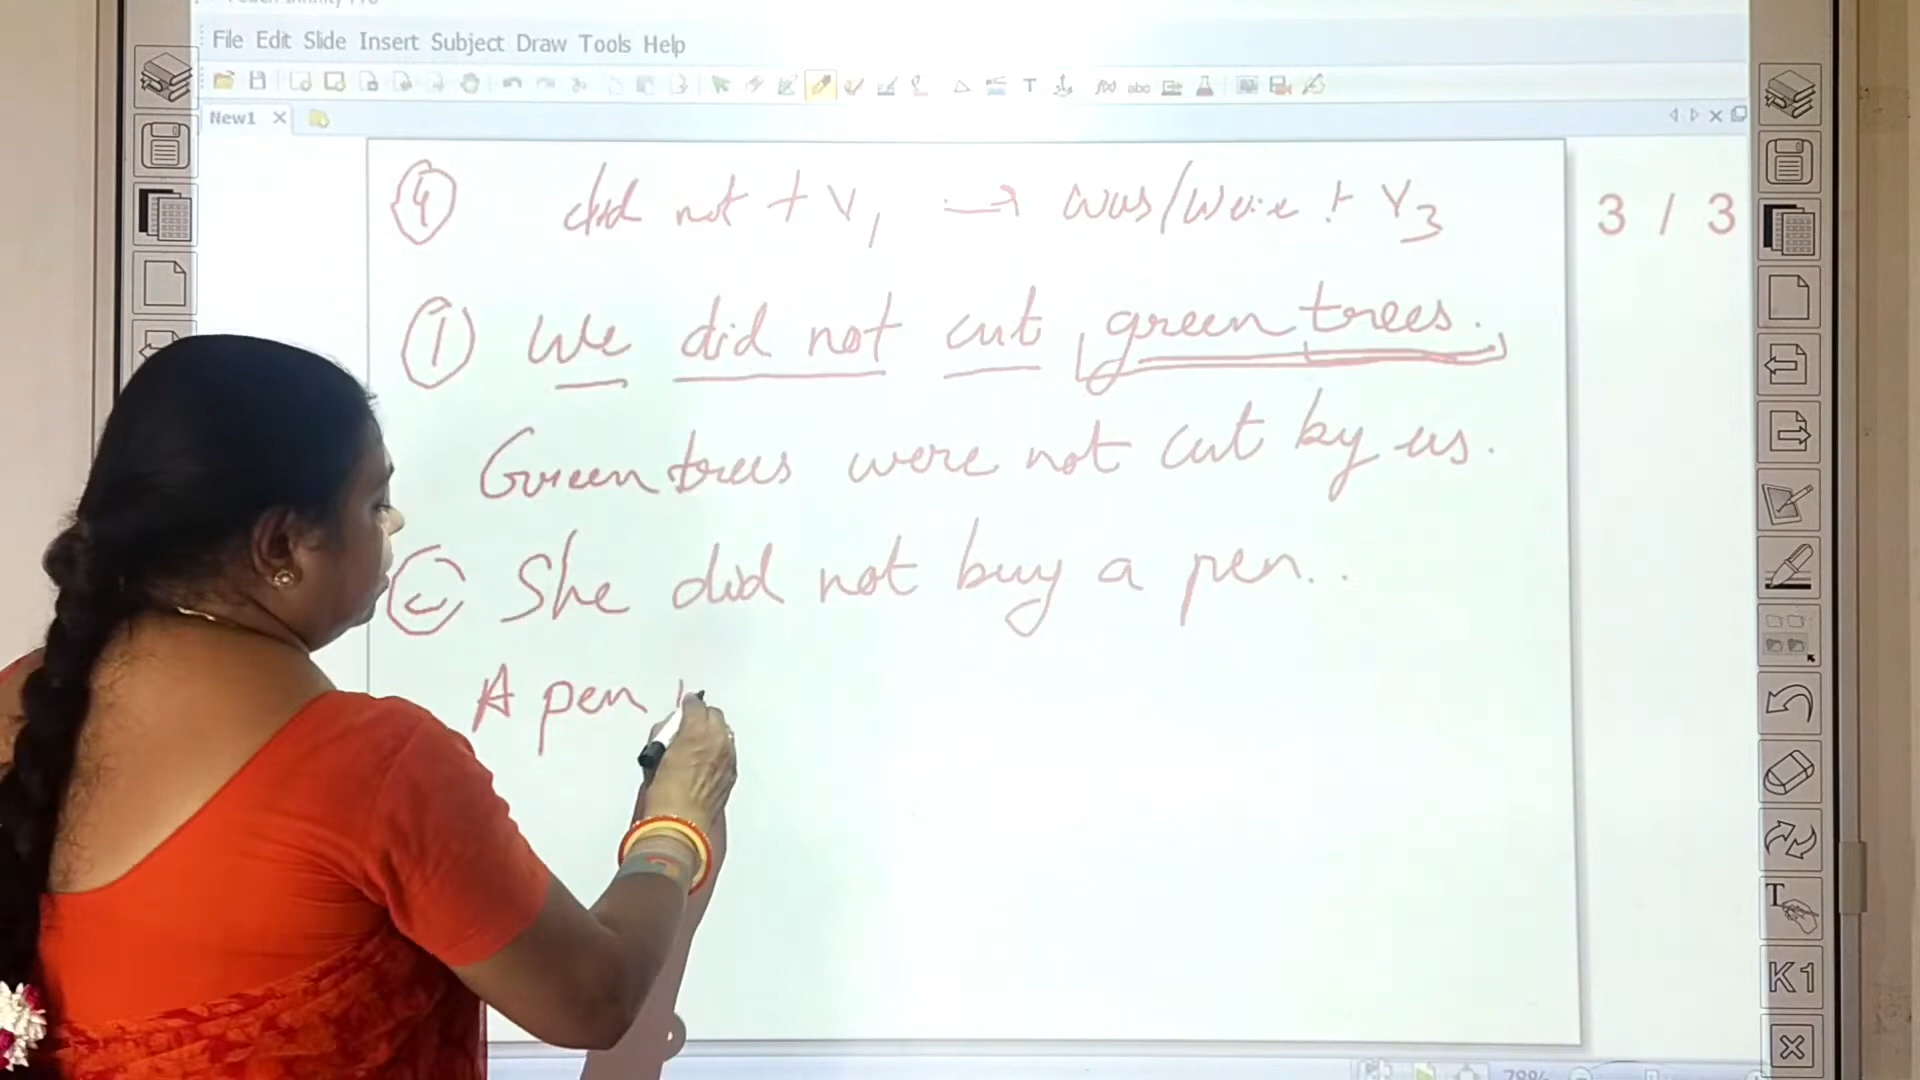 File Edit Slide Insert Subject Draw Tools Help
New1
④ did not + V1 → was/were + V3
3 / 3
① We did not cut green trees.
Green trees were not cut by us.
② She did not buy a pen..
A pen
T
K1
78%